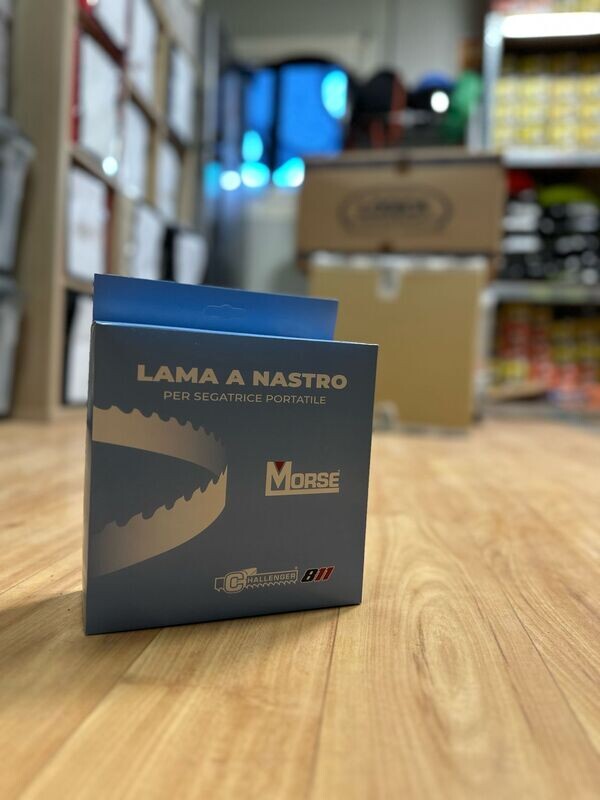 LAMA A NASTRO
PER SEGATRICE PORTATILE
MORSE
CHALLENGER 811